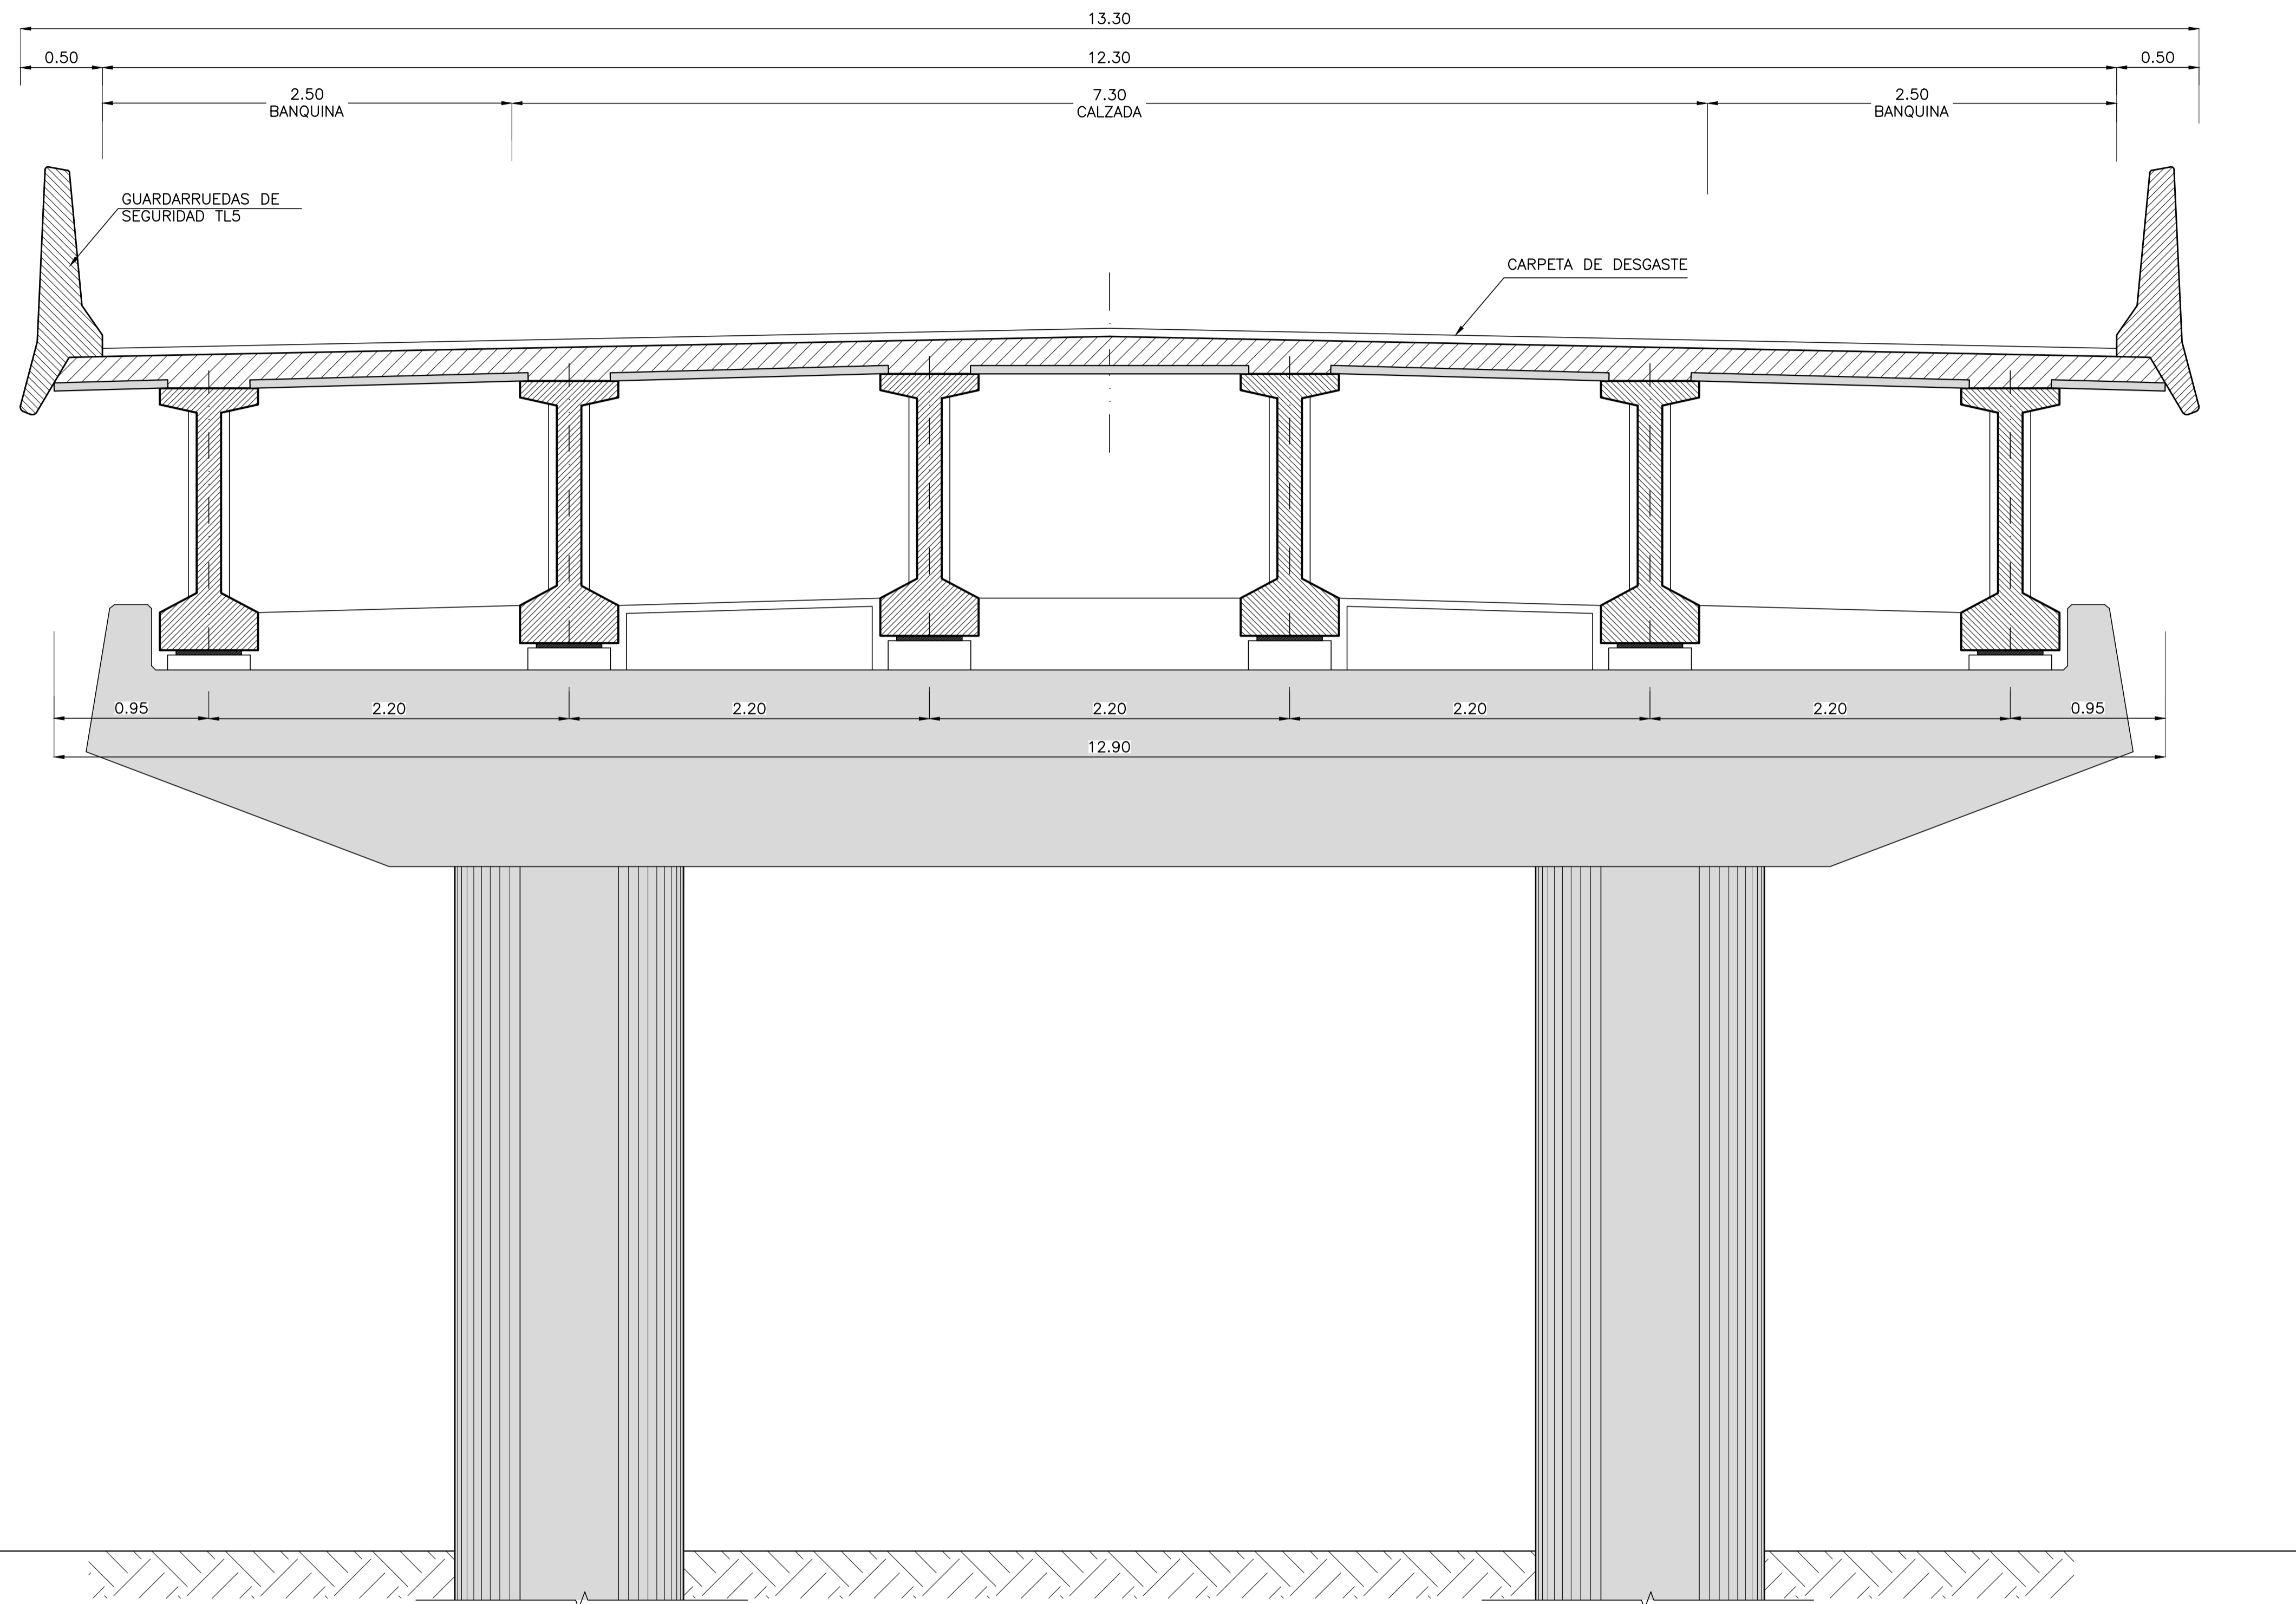 13.30
0.50
12.30
0.50
2.50
BANQUINA
7.30
CALZADA
2.50
BANQUINA
GUARDARRUEDAS DE
SEGURIDAD TL5
CARPETA DE DESGASTE
0.95
2.20
2.20
2.20
2.20
2.20
0.95
12.90